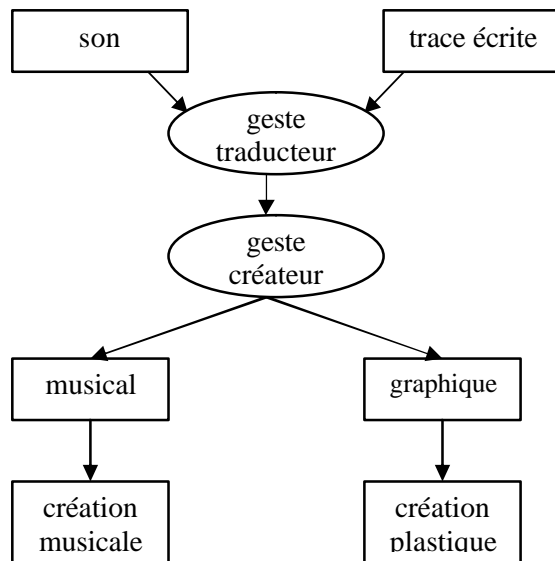 son
trace écrite
geste
traducteur
geste
créateur
musical
graphique
création
musicale
création
plastique